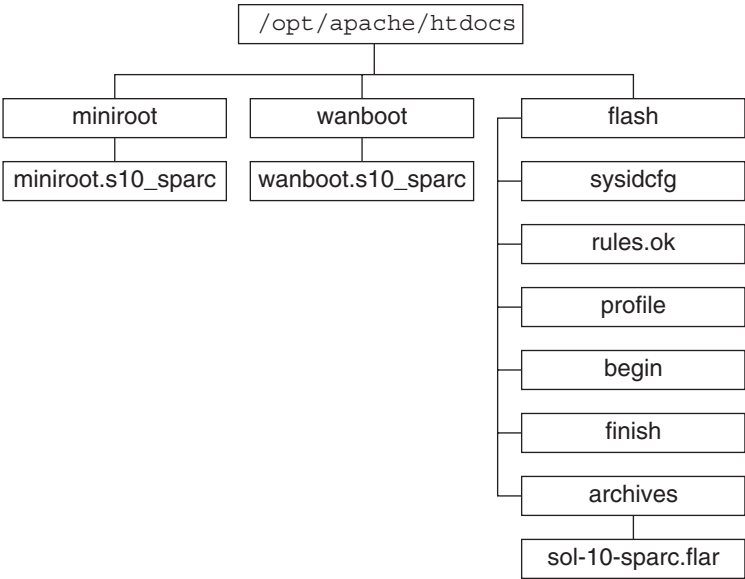 /opt/apache/htdocs
miniroot
wanboot
flash
miniroot.s10_sparc
wanboot.s10_sparc
sysidcfg
rules.ok
profile
begin
finish
archives
sol-10-sparc.flar